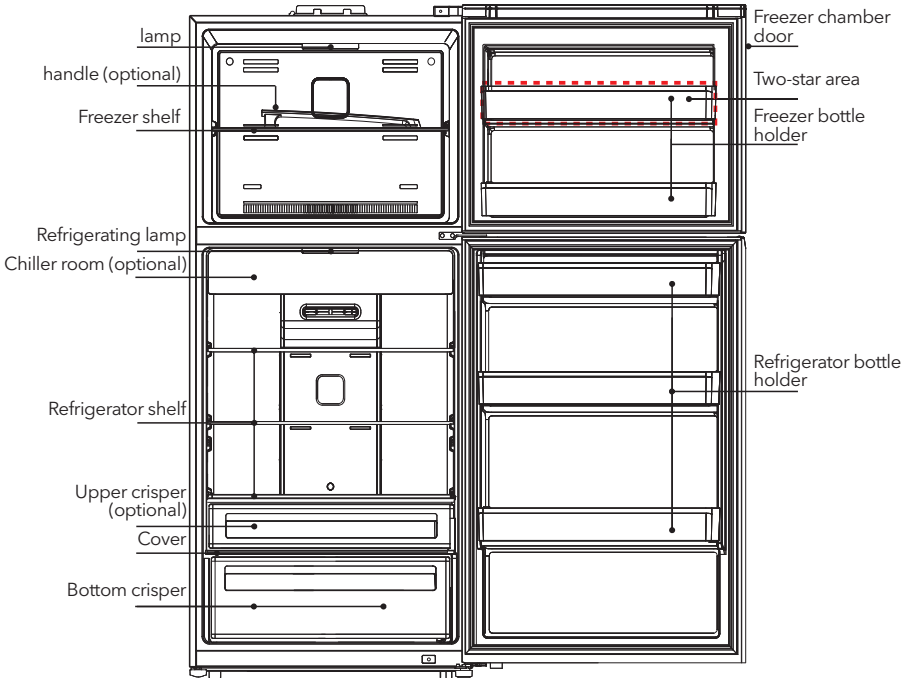 lamp
handle (optional)
Freezer shelf
Refrigerating lamp
Chiller room (optional)
Refrigerator shelf
Upper crisper
(optional)
Cover
Bottom crisper
Freezer chamber
door
Two-star area
Freezer bottle
holder
Refrigerator bottle
holder